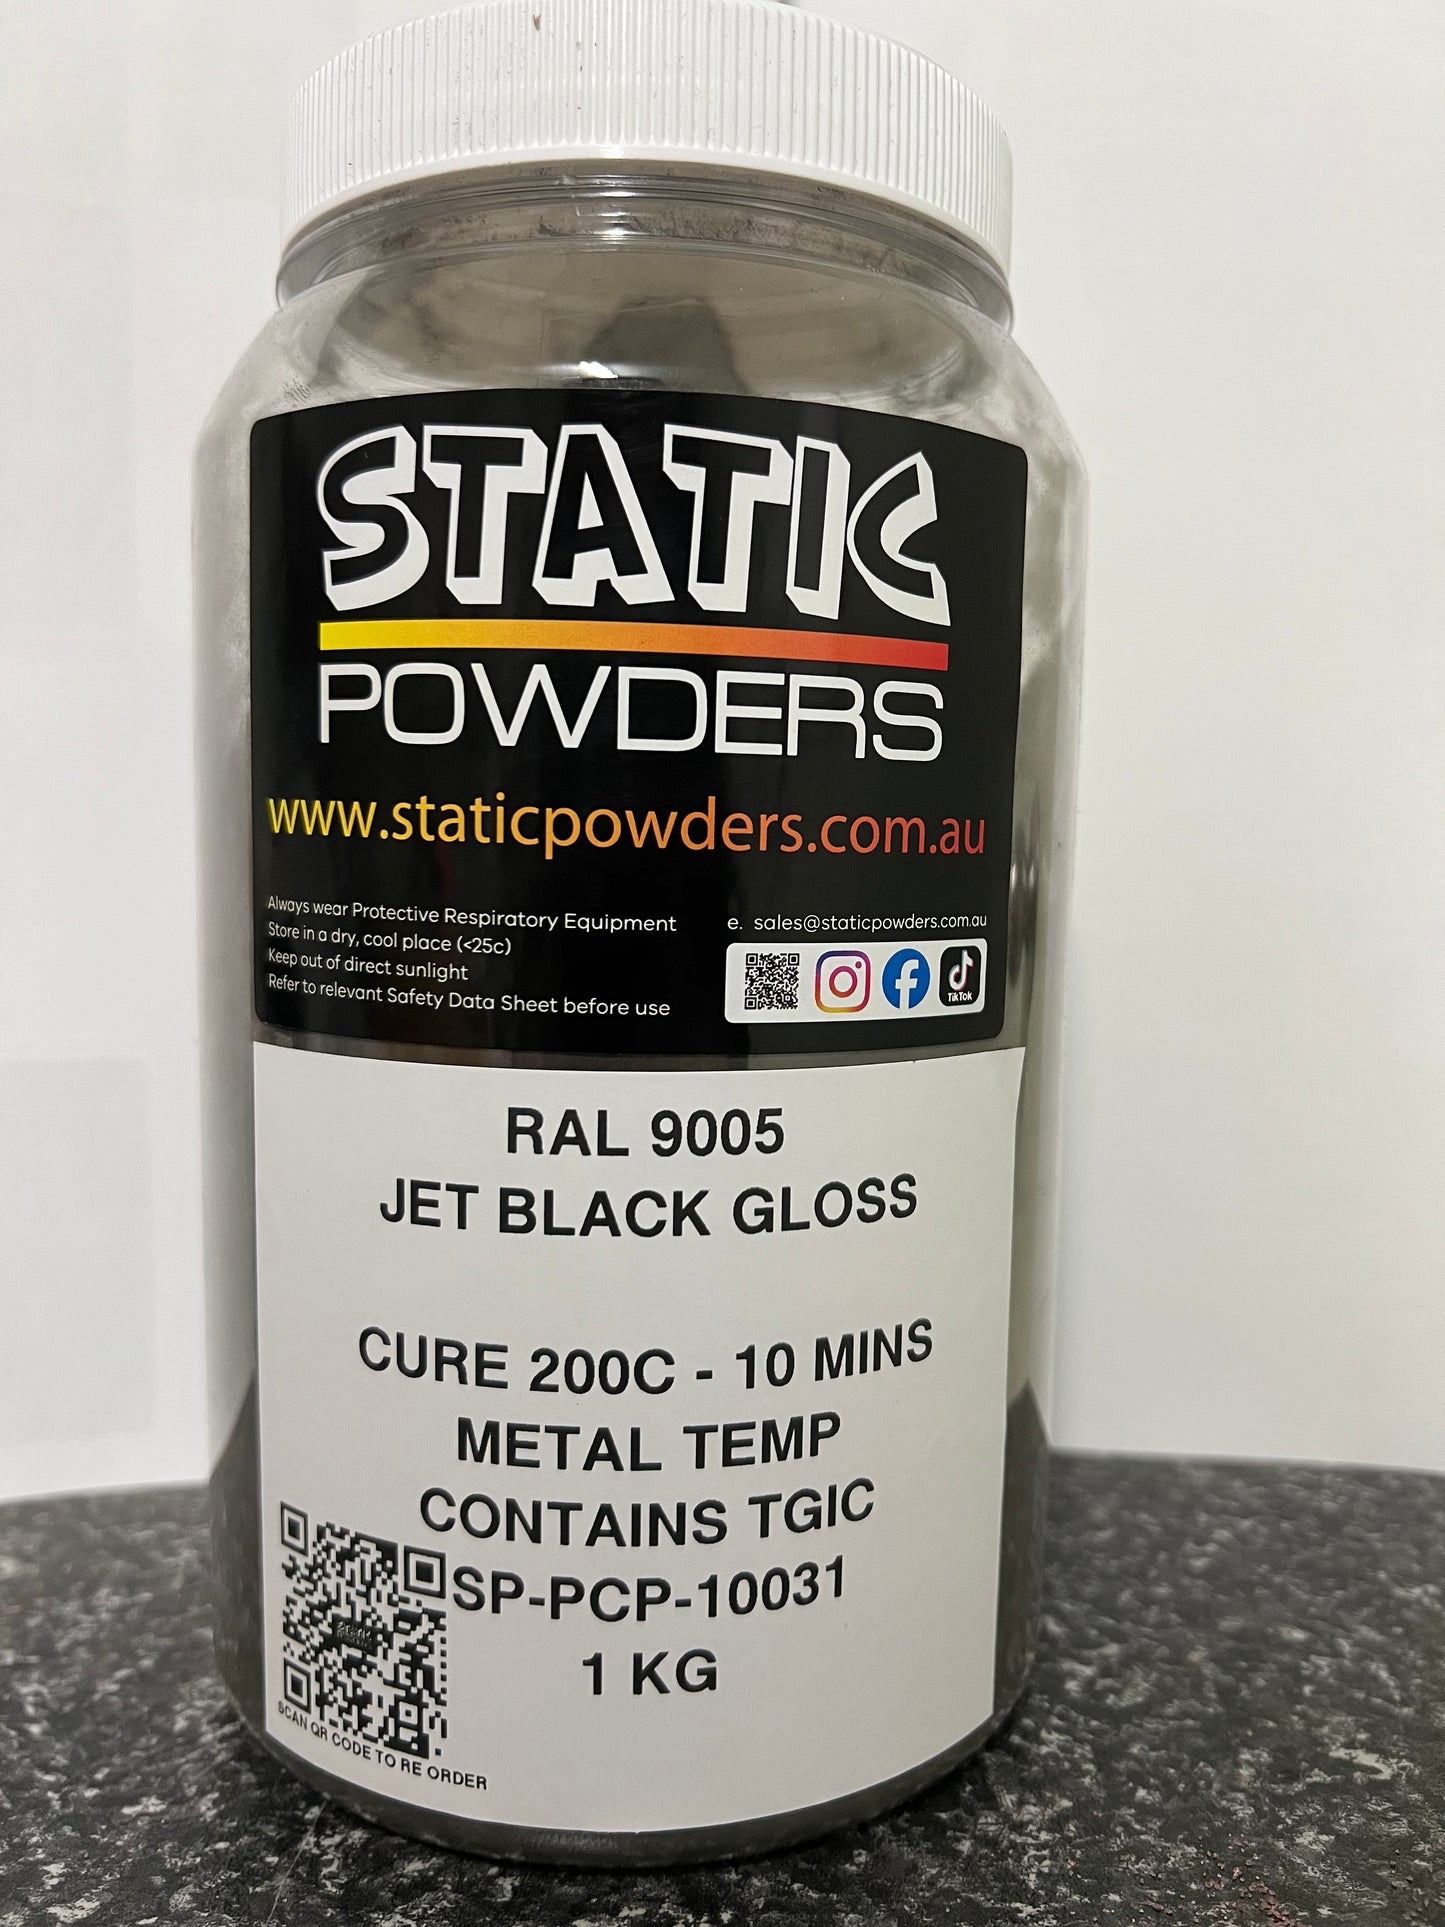 STATIC
POWDERS
www.staticpowders.com.au
Always wear Protective Respiratory Equipment
Store in a dry, cool place (<25c)
Keep out of direct sunlight
Refer to relevant Safety Data Sheet before use
e. sales@staticpowders.com.au
TikTok
RAL 9005
JET BLACK GLOSS
CURE 200C - 10 MINS
METAL TEMP
CONTAINS TGIC
SP-PCP-10031
1 KG
SCAN QR CODE TO RE ORDER